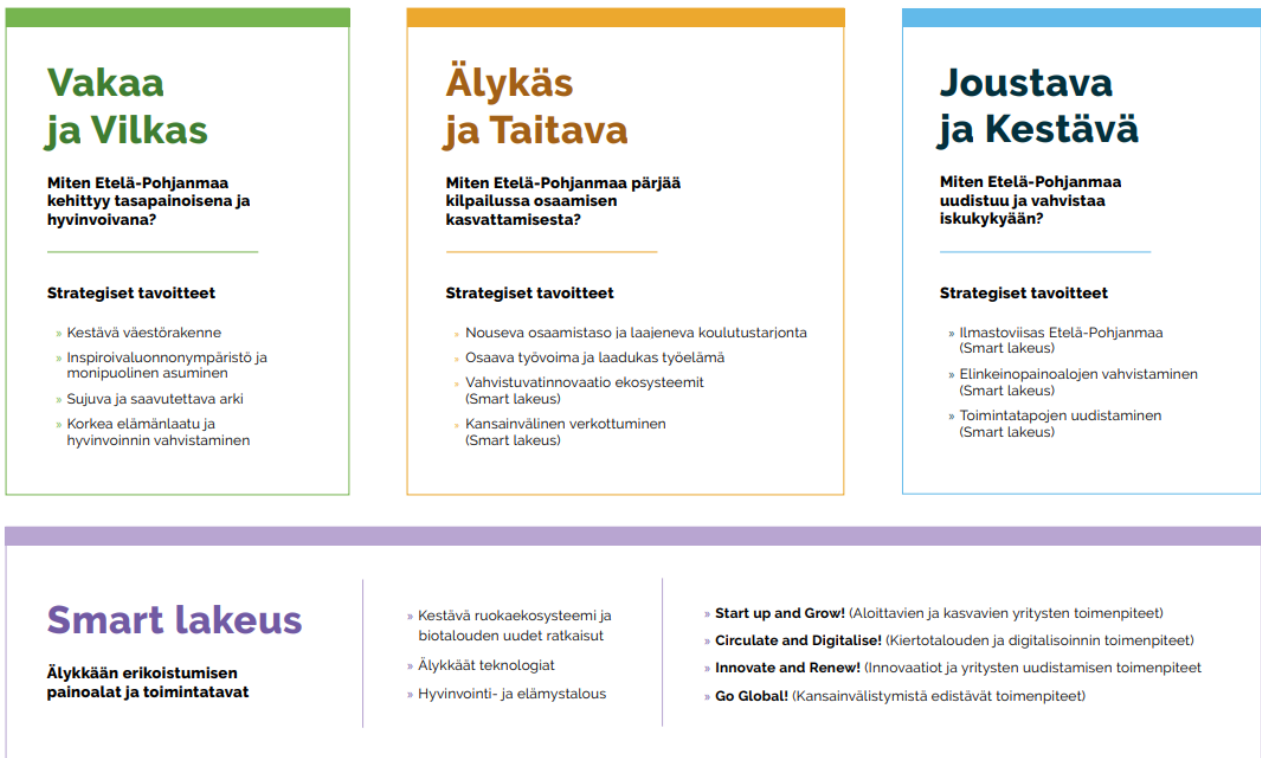 Vakaa
ja Vilkas
Miten Etelä-Pohjanmaa
kehittyy tasapainoisena ja
hyvinvoivana?
Strategiset tavoitteet
» Kestävä väestörakenne
» Inspiroivaluonnonympäristö ja
monipuolinen asuminen
» Sujuva ja saavutettava arki
» Korkea elämänlaatu ja
hyvinvoinnin vahvistaminen
Älykäs
ja Taitava
Miten Etelä-Pohjanmaa pärjää
kilpailussa osaamisen
kasvattamisesta?
Strategiset tavoitteet
» Nouseva osaamistaso ja laajeneva koulutustarjonta
» Osaava työvoima ja laadukas työelämä
» Vahvistuvatinnovaatio ekosysteemit
(Smart lakeus)
» Kansainvälinen verkottuminen
(Smart lakeus)
Joustava
ja Kestävä
Miten Etelä-Pohjanmaa
uudistuu ja vahvistaa
iskukykyään?
Strategiset tavoitteet
» Ilmastoviisas Etelä-Pohjanmaa
(Smart lakeus)
» Elinkeinopainoalojen vahvistaminen
(Smart lakeus)
» Toimintatapojen uudistaminen
(Smart lakeus)
Smart lakeus
Älykkään erikoistumisen
painoalat ja toimintatavat
» Kestävä ruokaekosysteemi ja
biotalouden uudet ratkaisut
» Älykkäät teknologiat
» Hyvinvointi- ja elämystalous
» Start up and Grow! (Aloittavien ja kasvavien yritysten toimenpiteet)
» Circulate and Digitalise! (Kiertotalouden ja digitalisoinnin toimenpiteet)
» Innovate and Renew! (Innovaatiot ja yritysten uudistamisen toimenpiteet
» Go Global! (Kansainvälistymistä edistävät toimenpiteet)